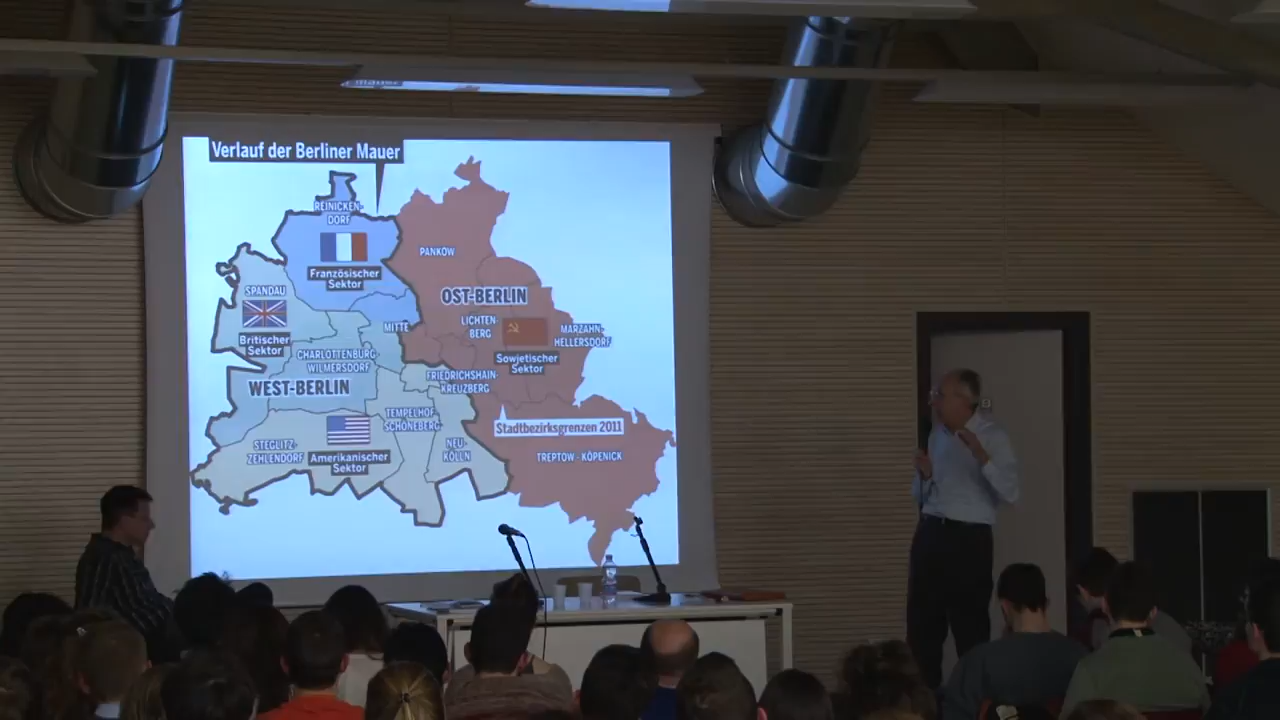 Verlauf der Berliner Mauer
REINICKEN-
DORF
Französischer
Sektor
PANKOW
SPANDAU
OST-BERLIN
Britischer
Sektor
MITTE
LICHTEN-
BERG
MARZAHN-
HELLERSDORF
Sowjetischer
Sektor
CHARLOTTENBURG-
WILMERSDORF
WEST-BERLIN
FRIEDRICHSHAIN-
KREUZBERG
TEMPELHOF-
SCHÖNEBERG
Stadtbezirksgrenzen 2011
STEGLITZ-
ZEHLENDORF
Amerikanischer
Sektor
NEU-
KÖLLN
TREPTOW - KÖPENICK